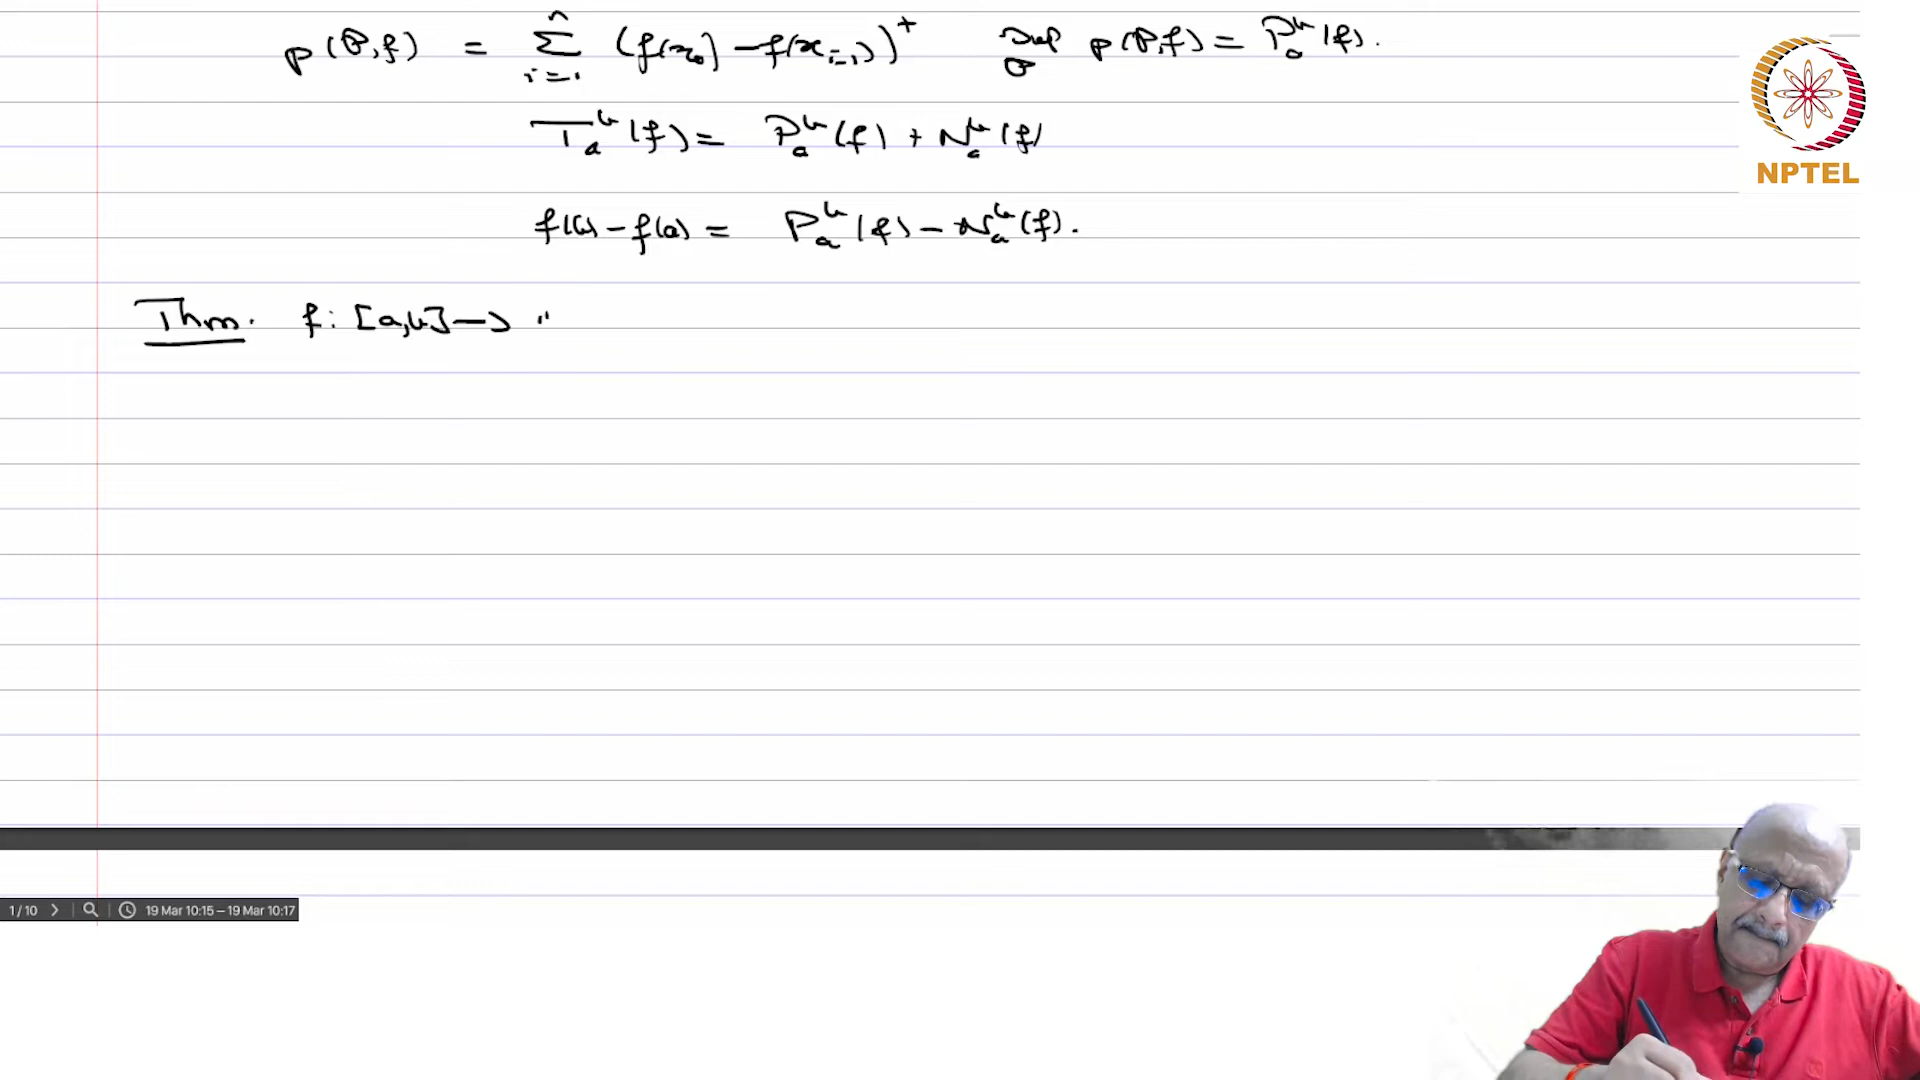 p(P,f) = Σ_{i=1}^{n} (f(x_i) - f(x_{i-1}))^+ sup_P p(P,f) = P_a^b(f).
T_a^b(f) = P_a^b(f) + N_a^b(f)
f(b) - f(a) = P_a^b(f) - N_a^b(f).
Thm. f: [a,b] →
NPTEL
1 / 10 19 Mar 10:15 – 19 Mar 10:17